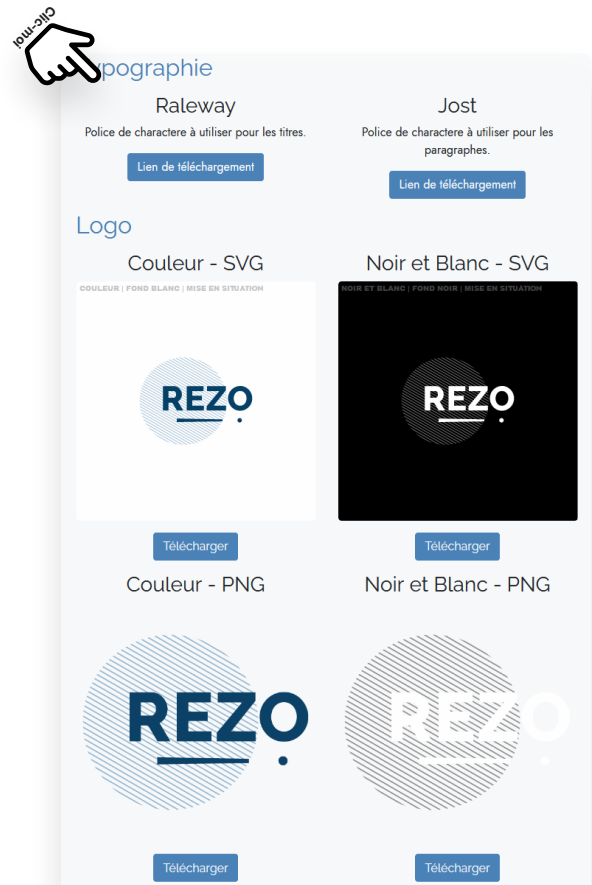 Clic-moi
ypographie
Raleway
Jost
Police de charactere à utiliser pour les titres.
Police de charactere à utiliser pour les
paragraphes.
Lien de téléchargement
Lien de téléchargement
Logo
Couleur - SVG
Noir et Blanc - SVG
COULEUR | FOND BLANC | MISE EN SITUATION
NOIR ET BLANC | FOND NOIR | MISE EN SITUATION
REZO
REZO
Télécharger
Télécharger
Couleur - PNG
Noir et Blanc - PNG
REZO
REZO
Télécharger
Télécharger